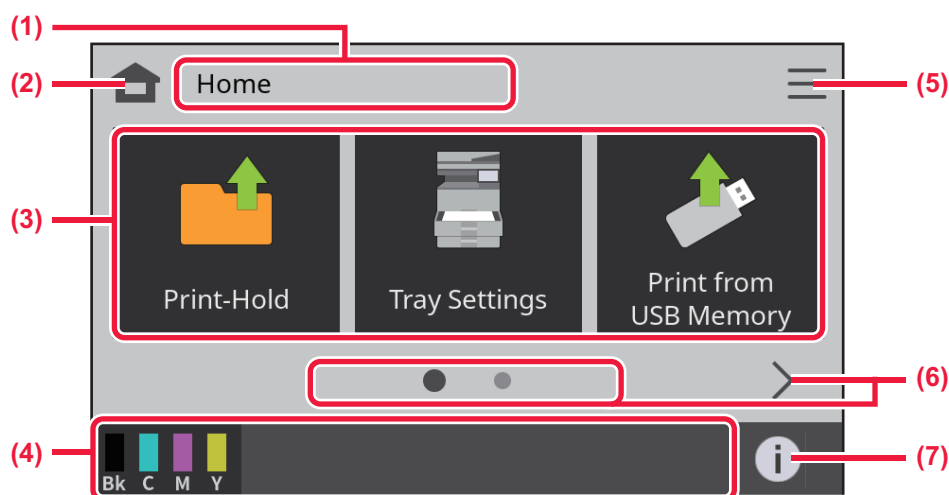 (1)
(2)
Home
(5)
(3)
Print-Hold
Tray Settings
Print from
USB Memory
(6)
(4)
Bk C M Y
i
(7)